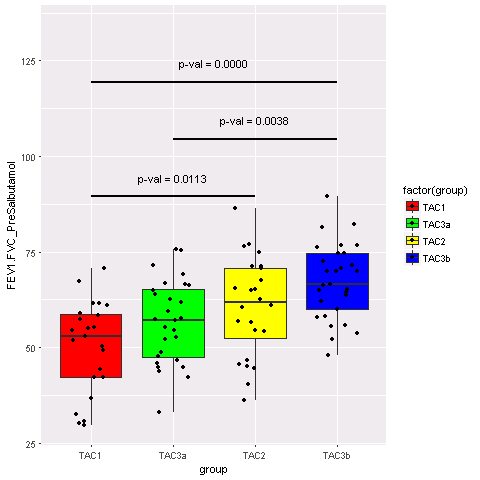 p-val = 0.0000
p-val = 0.0038
p-val = 0.0113
FEV1.FVC_PreSalbutamol
125
100
75
50
25
TAC1
TAC3a
TAC2
TAC3b
group
factor(group)
TAC1
TAC3a
TAC2
TAC3b